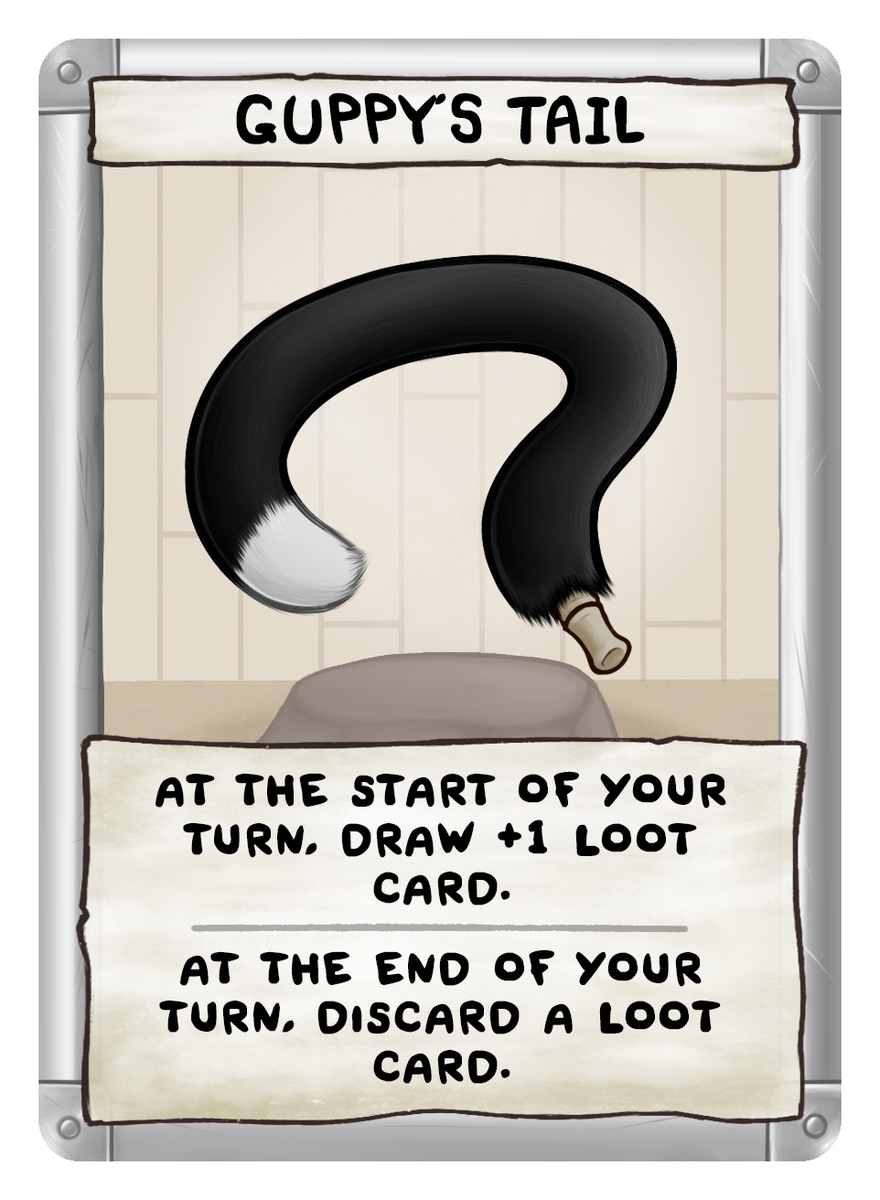 GUPPY'S TAIL
AT THE START OF YOUR
TURN, DRAW +1 LOOT
CARD.
AT THE END OF YOUR
TURN, DISCARD A LOOT
CARD.